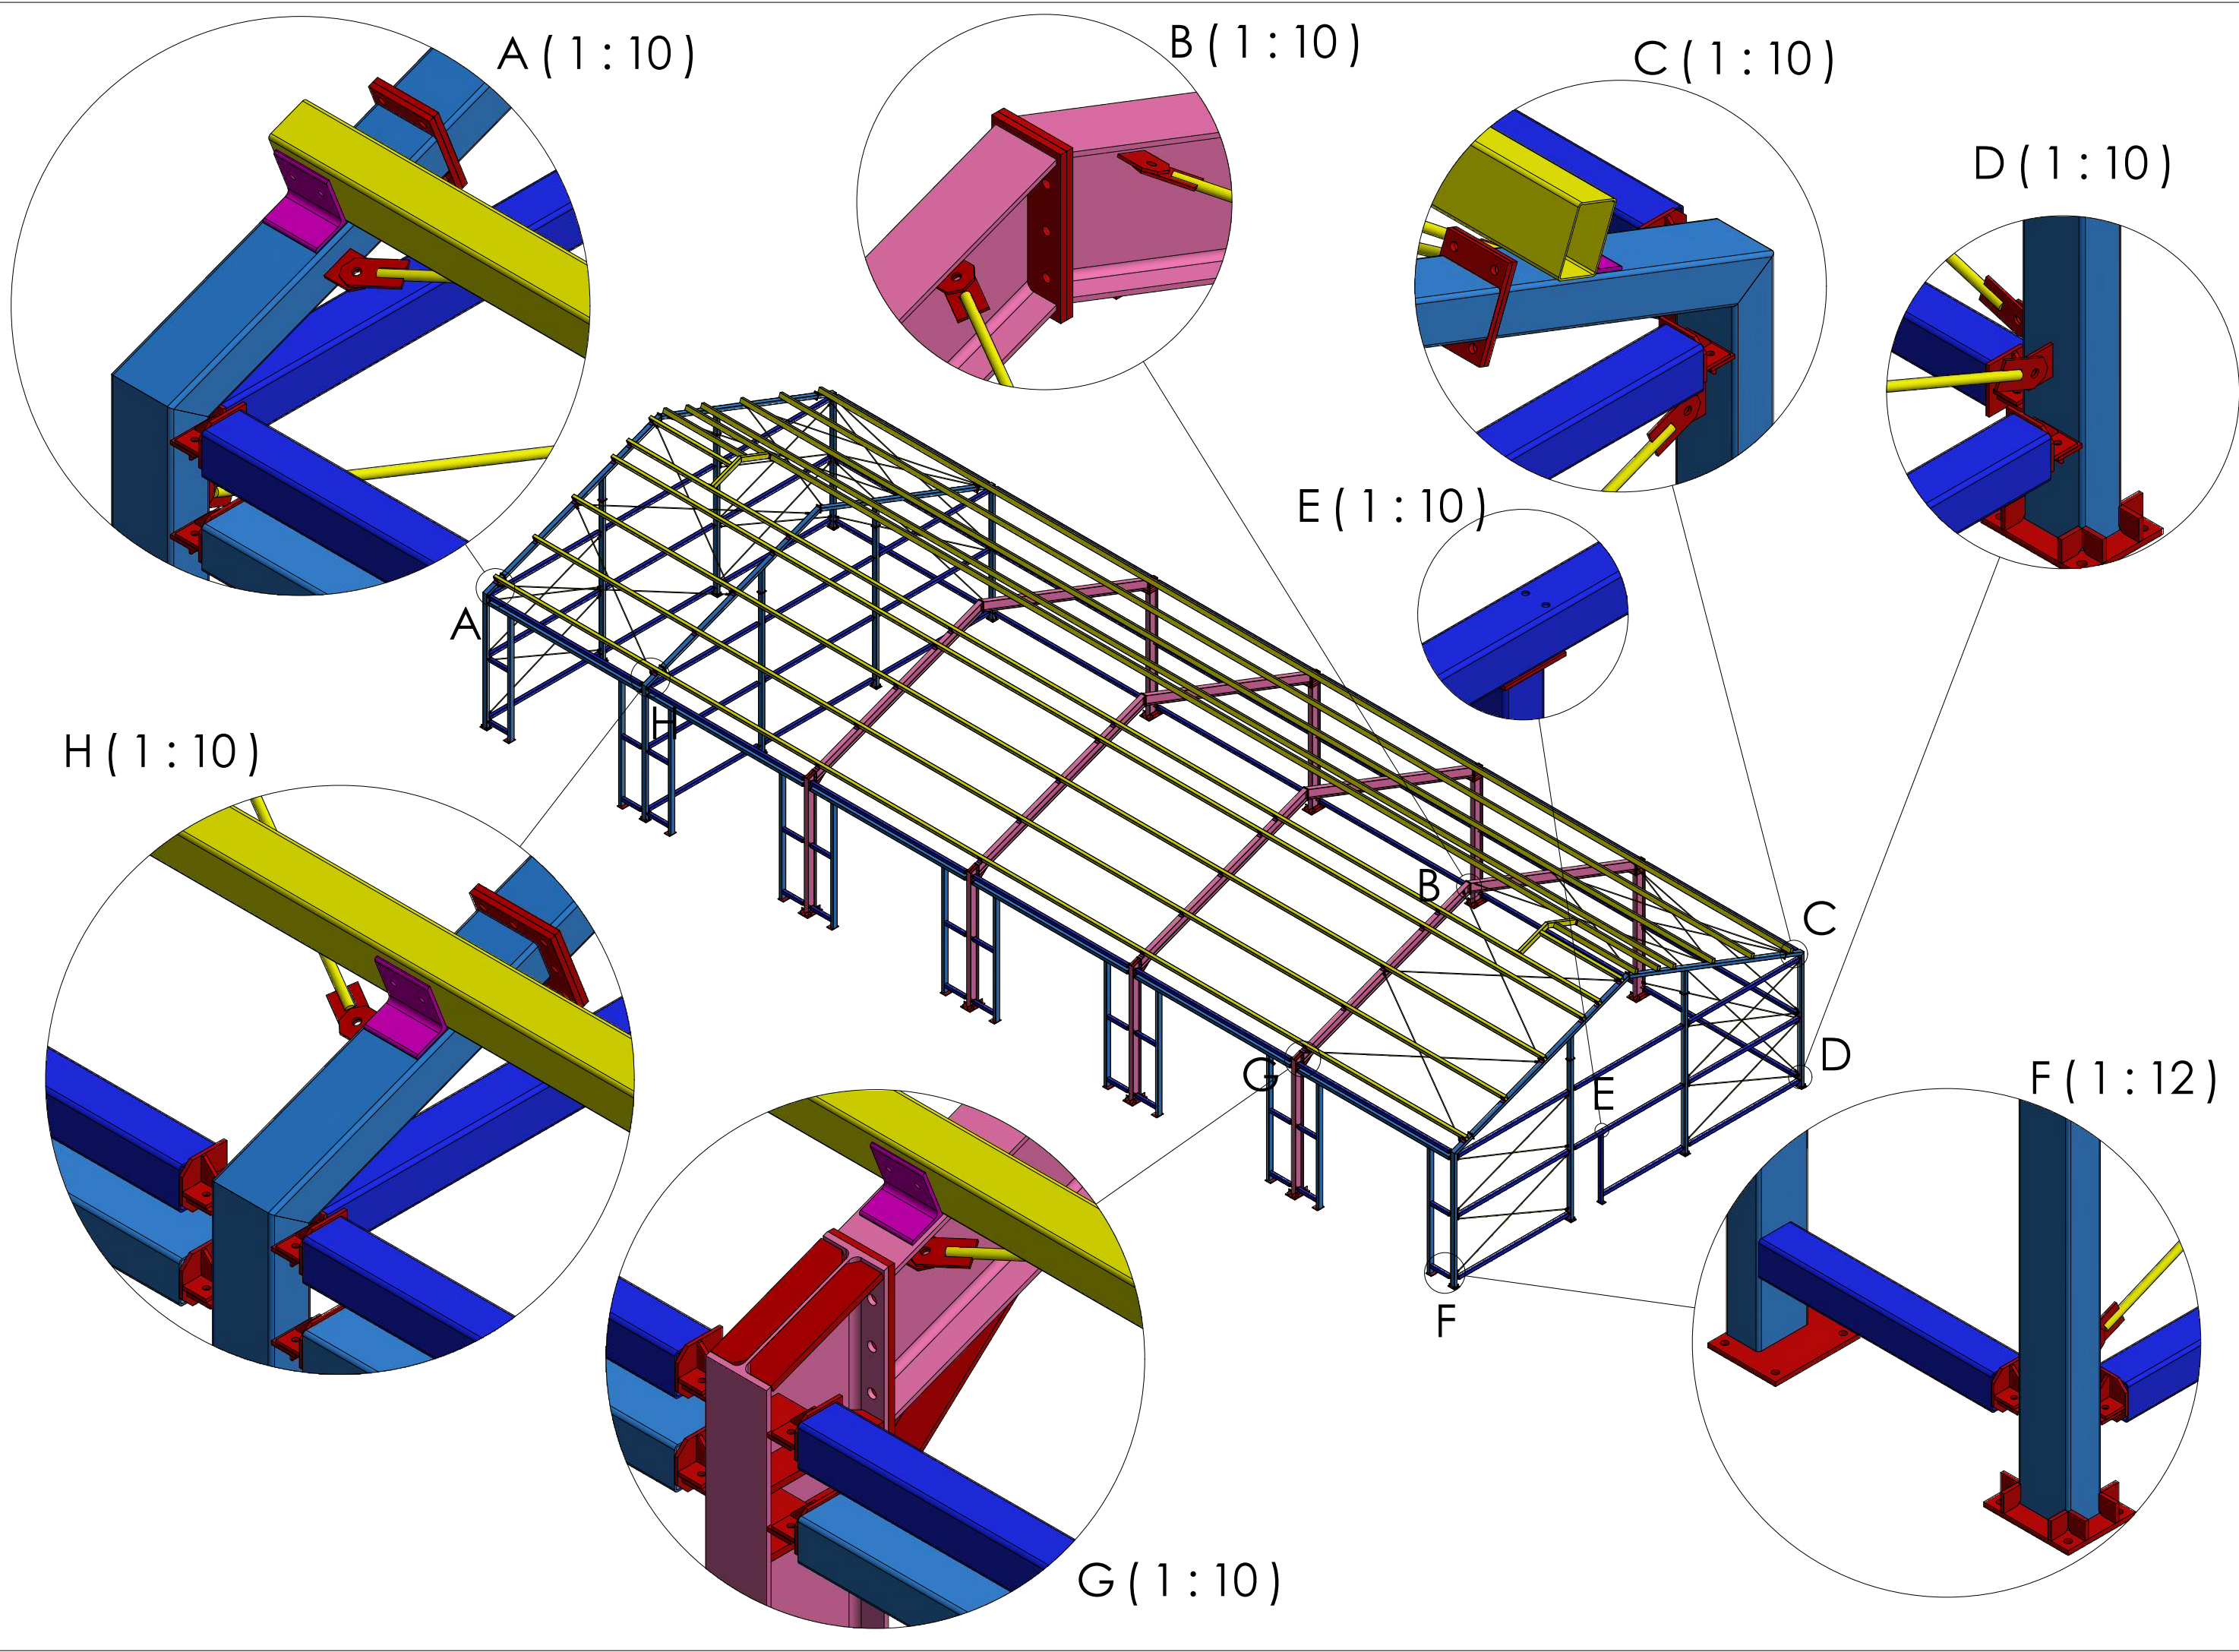 A ( 1 : 10 )
B ( 1 : 10 )
C ( 1 : 10 )
D ( 1 : 10 )
E ( 1 : 10 )
A
H
H ( 1 : 10 )
B
C
G
E
D
F ( 1 : 12 )
F
G ( 1 : 10 )